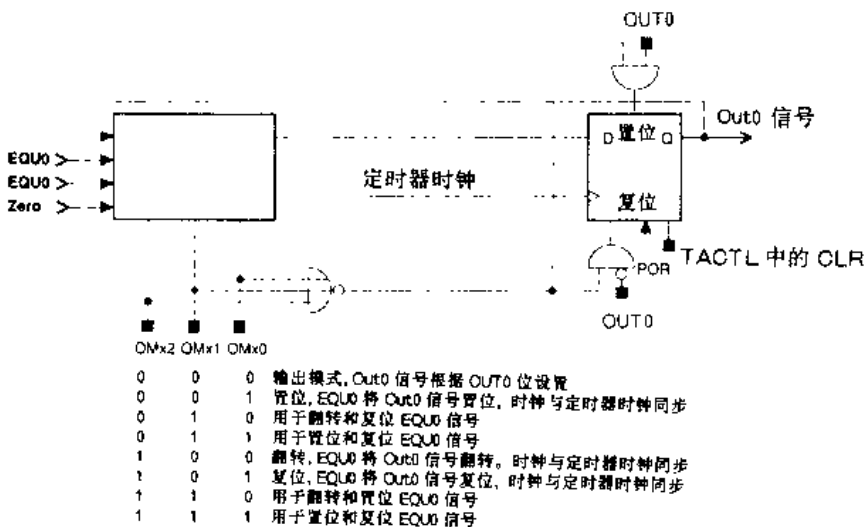 OUT0
D 置位 Q
Out0 信号
EQU0
EQU0
Zero
定时器时钟
复位
POR
TACTL 中的 CLR
OUT0
OMx2 OMx1 OMx0
0 0 0 输出模式, Out0 信号根据 OUT0 位设置
0 0 1 置位, EQU0 将 Out0 信号置位, 时钟与定时器时钟同步
0 1 0 用于翻转和复位 EQU0 信号
0 1 1 用于置位和复位 EQU0 信号
1 0 0 翻转, EQU0 将 Out0 信号翻转。时钟与定时器时钟同步
1 0 1 复位, EQU0 将 Out0 信号复位, 时钟与定时器时钟同步
1 1 0 用于翻转和置位 EQU0 信号
1 1 1 用于置位和复位 EQU0 信号